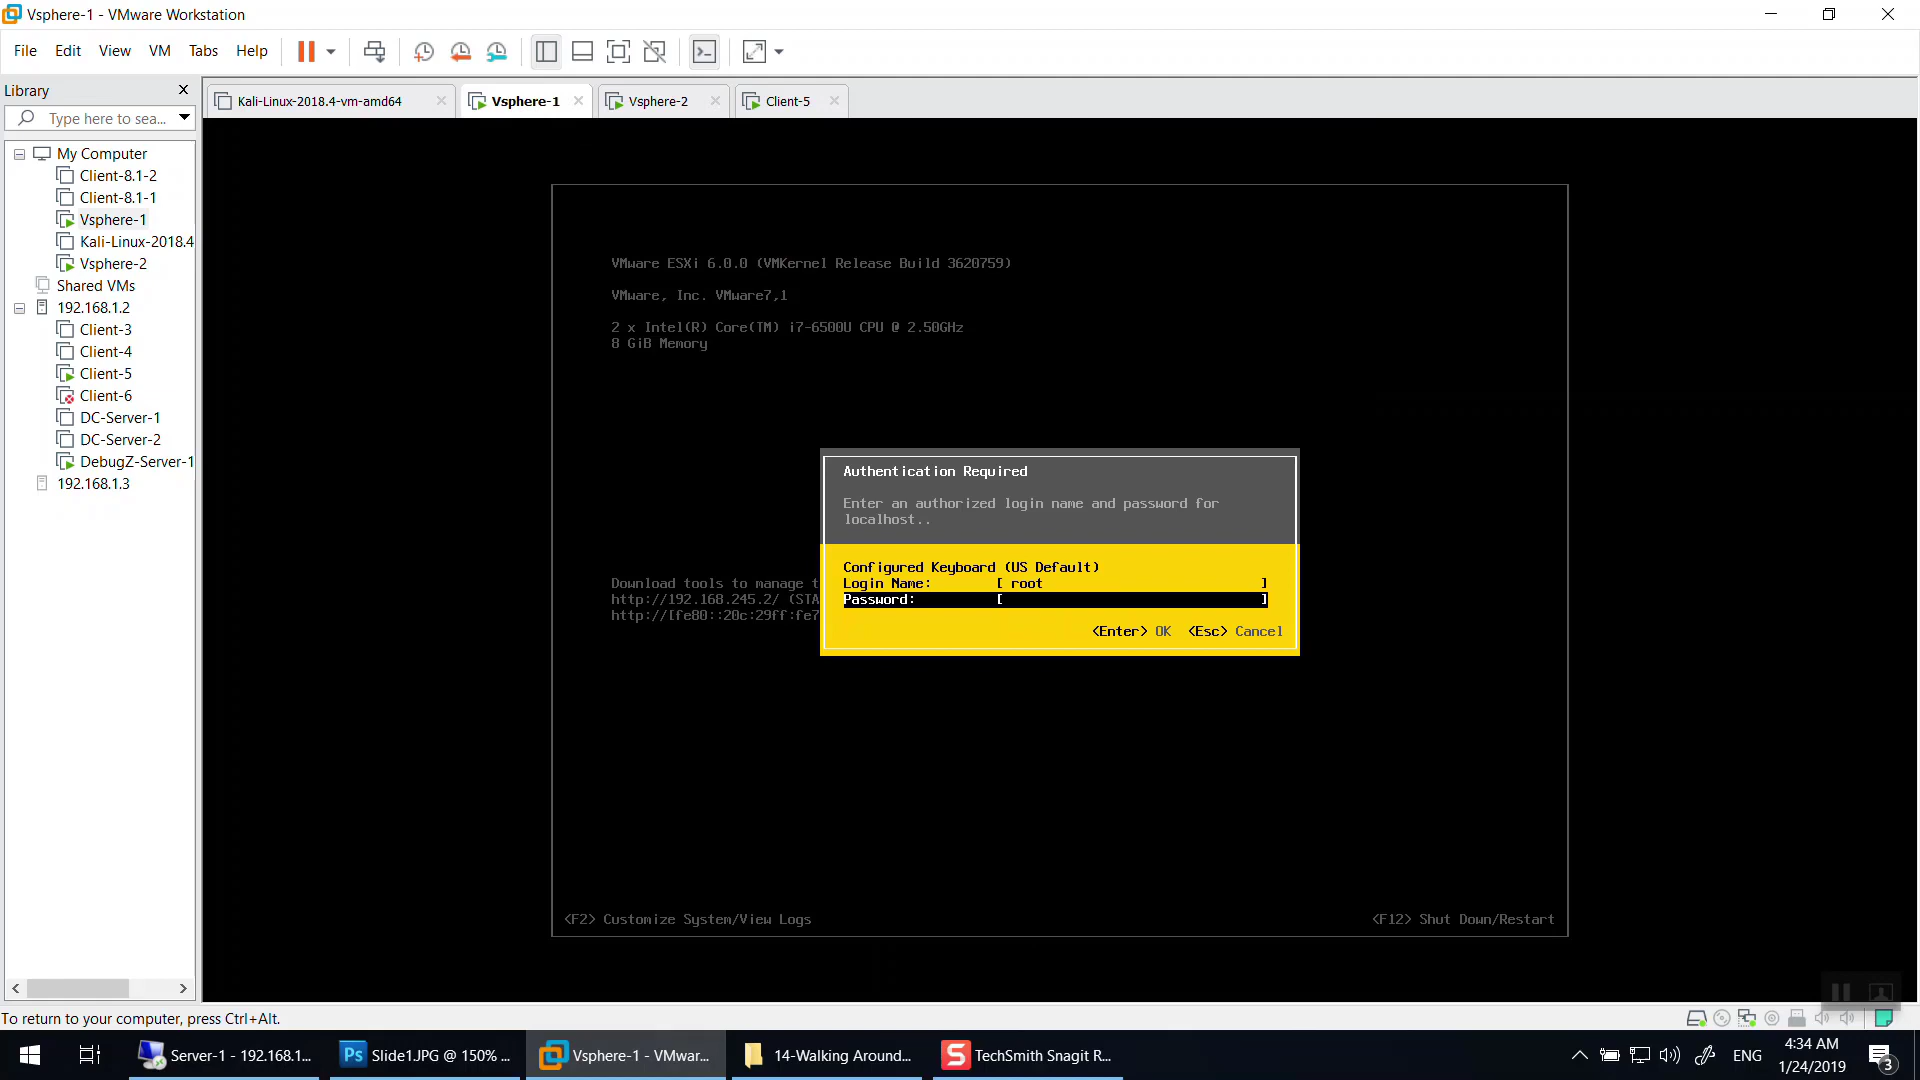 Vsphere-1 - VMware Workstation
File Edit View VM Tabs Help
Library
Type here to sea...
My Computer
Client-8.1-2
Client-8.1-1
Vsphere-1
Kali-Linux-2018.4
Vsphere-2
Shared VMs
192.168.1.2
Client-3
Client-4
Client-5
Client-6
DC-Server-1
DC-Server-2
DebugZ-Server-1
192.168.1.3
Kali-Linux-2018.4-vm-amd64 Vsphere-1 Vsphere-2 Client-5
VMware ESXi 6.0.0 (VMKernel Release Build 3620759)
VMware, Inc. VMware7,1
2 x Intel(R) Core(TM) i7-6500U CPU @ 2.50GHz
8 GiB Memory
Download tools to manage t
http://192.168.245.2/ (STA
http://[fe80::20c:29ff:fe7
Authentication Required
Enter an authorized login name and password for
localhost..
Configured Keyboard (US Default)
Login Name: [ root ]
Password: [ ]
<Enter> OK <Esc> Cancel
<F2> Customize System/View Logs <F12> Shut Down/Restart
To return to your computer, press Ctrl+Alt.
Server-1 - 192.168.1... Ps Slide1.JPG @ 150% ... Vsphere-1 - VMwar... 14-Walking Around... S TechSmith Snagit R... ENG 4:34 AM
1/24/2019 3